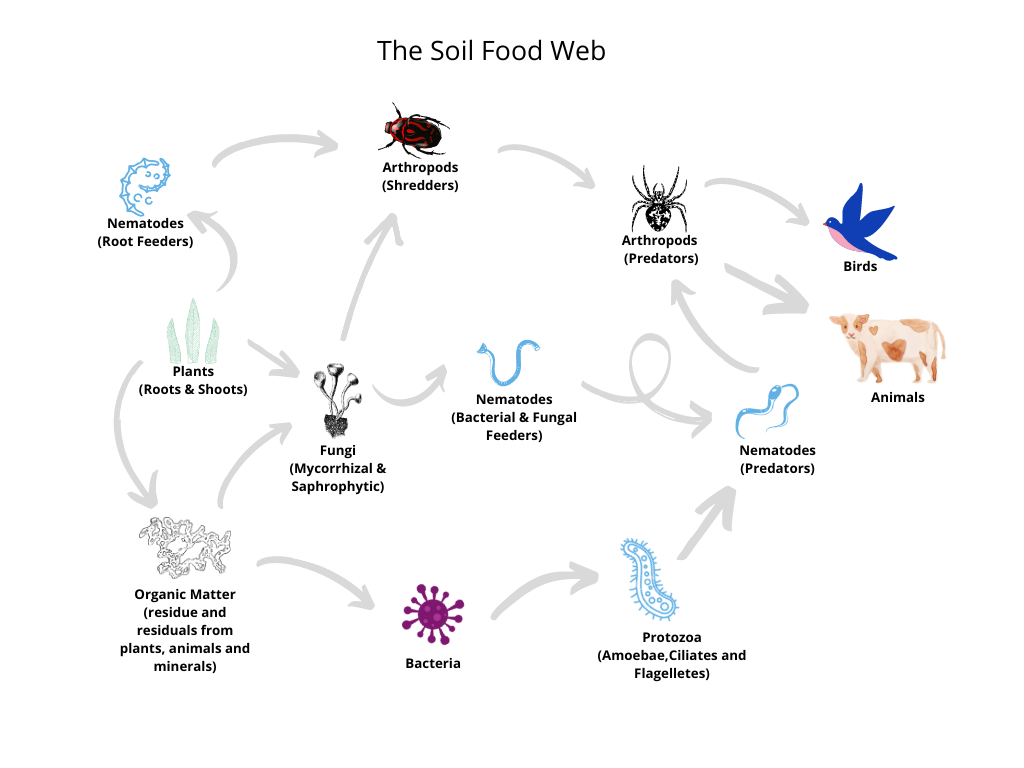 The Soil Food Web
Arthropods
(Shredders)
Nematodes
(Root Feeders)
Arthropods
(Predators)
Birds
Plants
(Roots & Shoots)
Animals
Nematodes
(Bacterial & Fungal
Feeders)
Fungi
(Mycorrhizal &
Saphrophytic)
Nematodes
(Predators)
Organic Matter
(residue and
residuals from
plants, animals and
minerals)
Bacteria
Protozoa
(Amoebae,Ciliates and
Flagelletes)